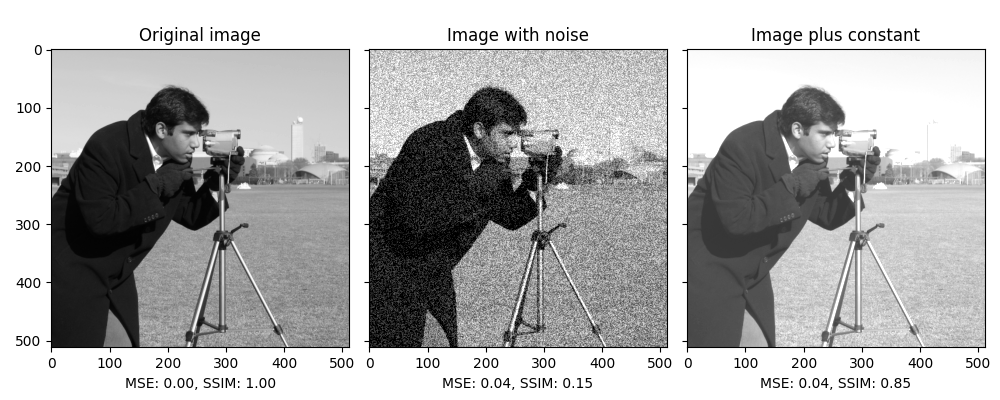 Original image Image with noise Image plus constant
0
100
200
300
400
500
0 100 200 300 400 500 0 100 200 300 400 500 0 100 200 300 400 500
MSE: 0.00, SSIM: 1.00 MSE: 0.04, SSIM: 0.15 MSE: 0.04, SSIM: 0.85